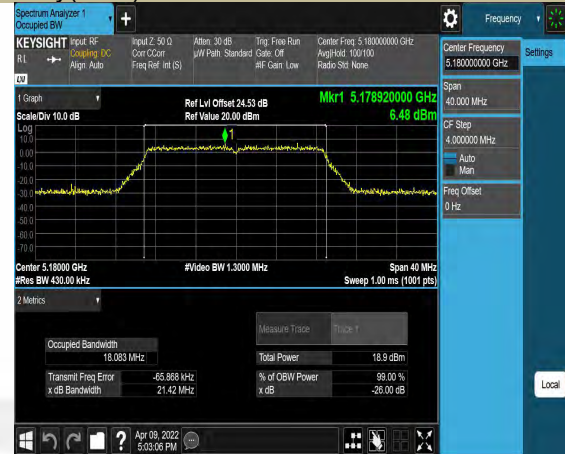 Spectrum Analyzer 1
Occupied BW
Frequency
KEYSIGHT
RL
Input: RF
Coupling: DC
Align: Auto
Input Z: 50 Ω
Corr CCorr
Freq Ref: Int (S)
Atten: 30 dB
µW Path: Standard
Trig: Free Run
Gate: Off
#IF Gain: Low
Center Freq: 5.180000000 GHz
Avg|Hold: 100/100
Radio Std: None
LXI
Center Frequency
5.180000000 GHz
Settings
Span
40.000 MHz
CF Step
4.000000 MHz
Auto
Man
Freq Offset
0 Hz
Local
1 Graph
Scale/Div 10.0 dB
Ref Lvl Offset 24.53 dB
Ref Value 20.00 dBm
Mkr1 5.178920000 GHz
6.48 dBm
Log
10.0
0.00
-10.0
-20.0
-30.0
-40.0
-50.0
-60.0
-70.0
1
Center 5.18000 GHz
#Res BW 430.00 kHz
#Video BW 1.3000 MHz
Span 40 MHz
Sweep 1.00 ms (1001 pts)
2 Metrics
Measure Trace
Trace 1
Occupied Bandwidth
18.083 MHz
Total Power
18.9 dBm
Transmit Freq Error
-65.868 kHz
% of OBW Power
99.00 %
x dB Bandwidth
21.42 MHz
x dB
-26.00 dB
?
Apr 09, 2022
5:03:06 PM